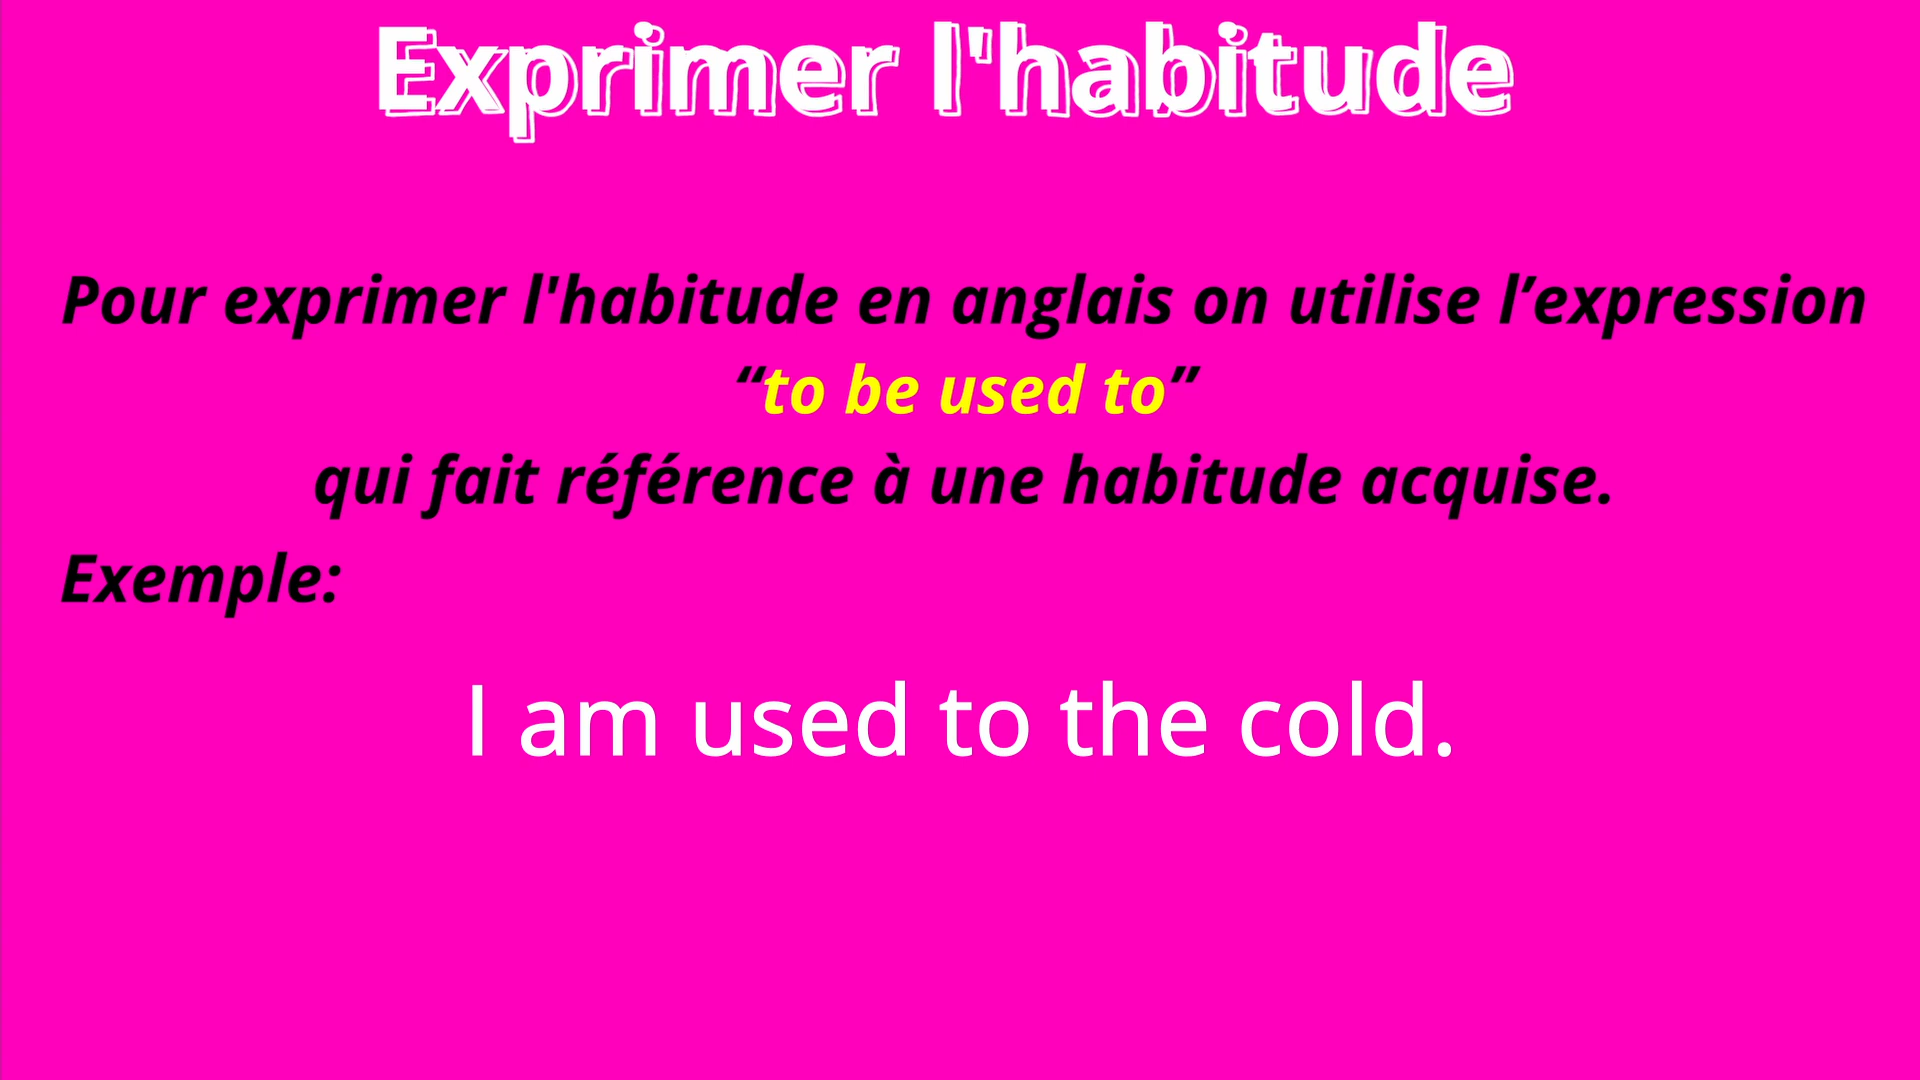 Exprimer l'habitude
Pour exprimer l'habitude en anglais on utilise l’expression
“to be used to”
qui fait référence à une habitude acquise.
Exemple:
I am used to the cold.